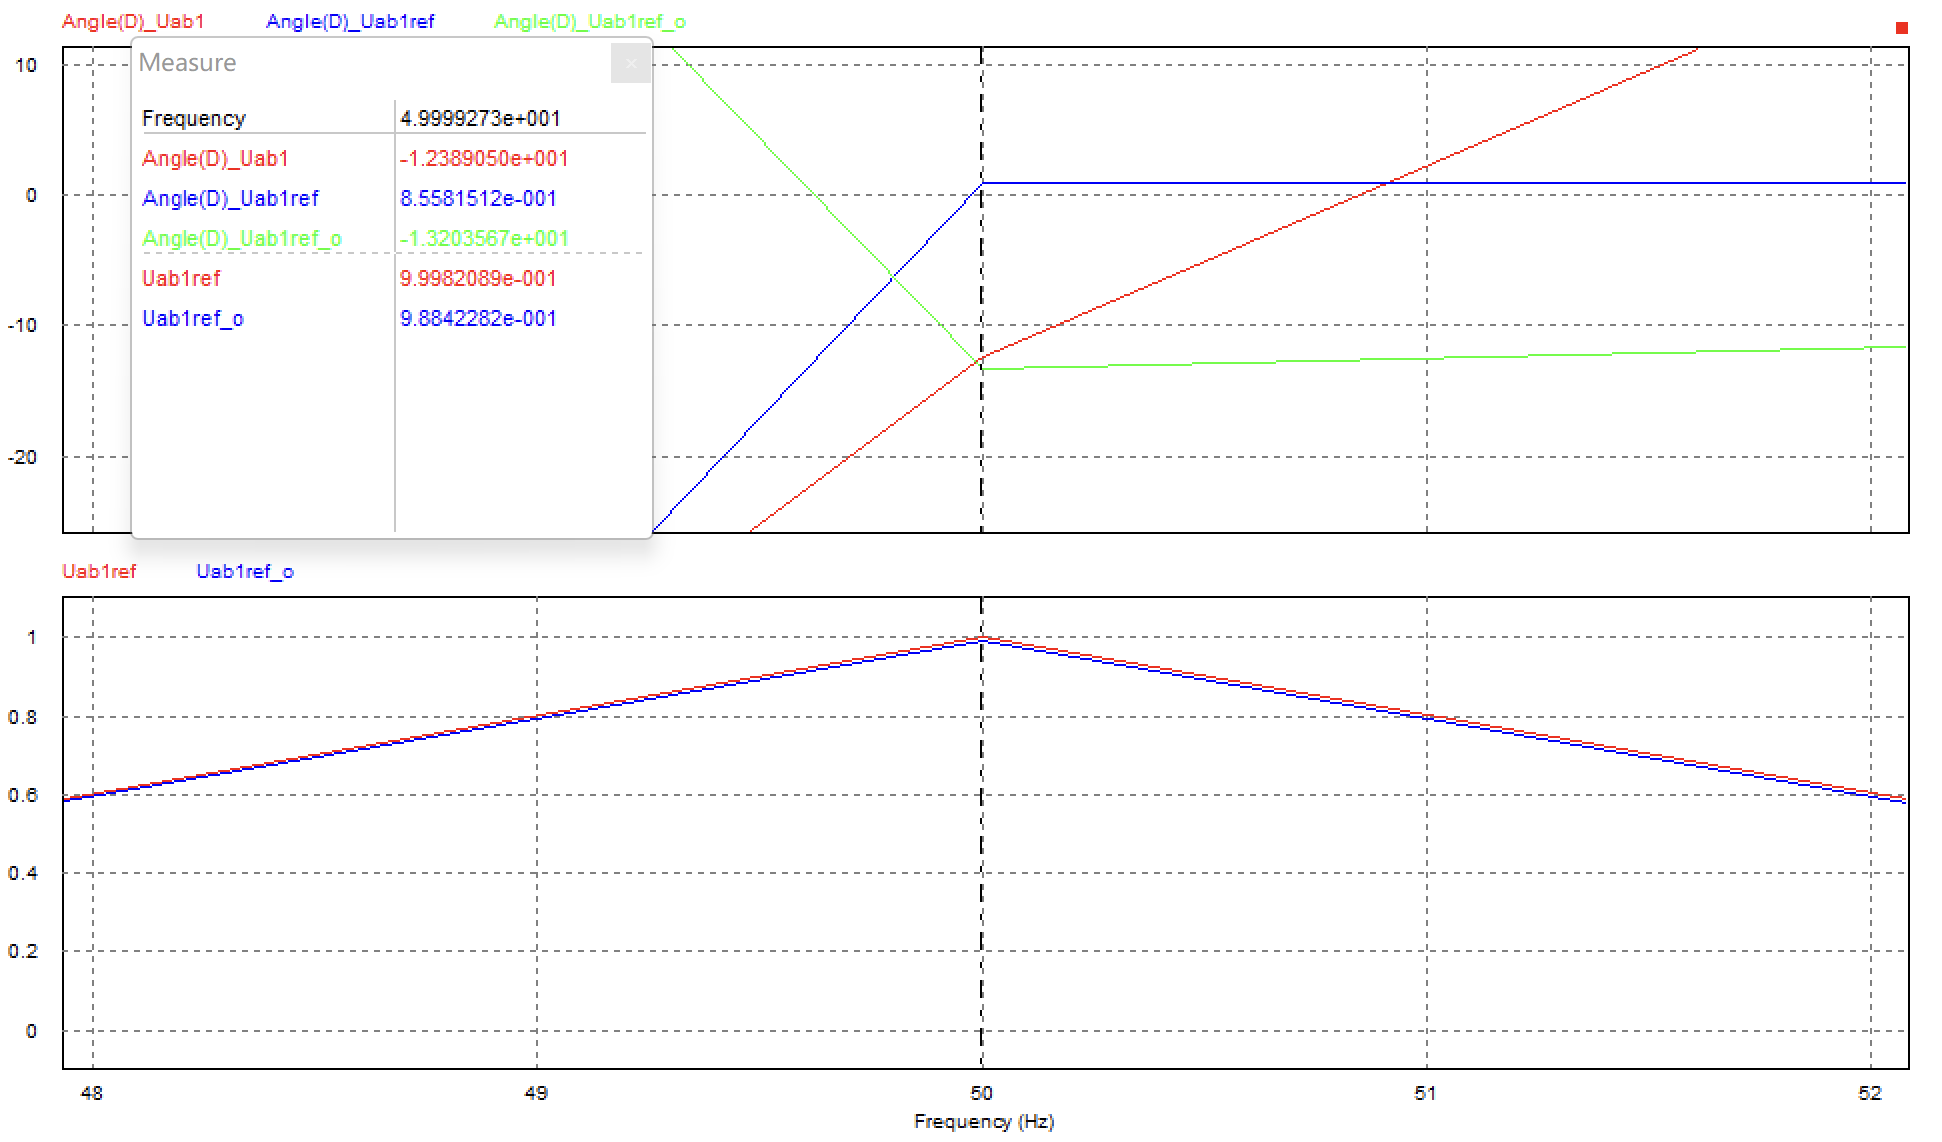 Angle(D)_Uab1 Angle(D)_Uab1ref Angle(D)_Uab1ref_o
Measure
×
Frequency 4.9999273e+001
Angle(D)_Uab1 -1.2389050e+001
Angle(D)_Uab1ref 8.5581512e-001
Angle(D)_Uab1ref_o -1.3203567e+001
Uab1ref 9.9982089e-001
Uab1ref_o 9.8842282e-001
10
0
-10
-20
Uab1ref Uab1ref_o
1
0.8
0.6
0.4
0.2
0
48 49 50 51 52
Frequency (Hz)